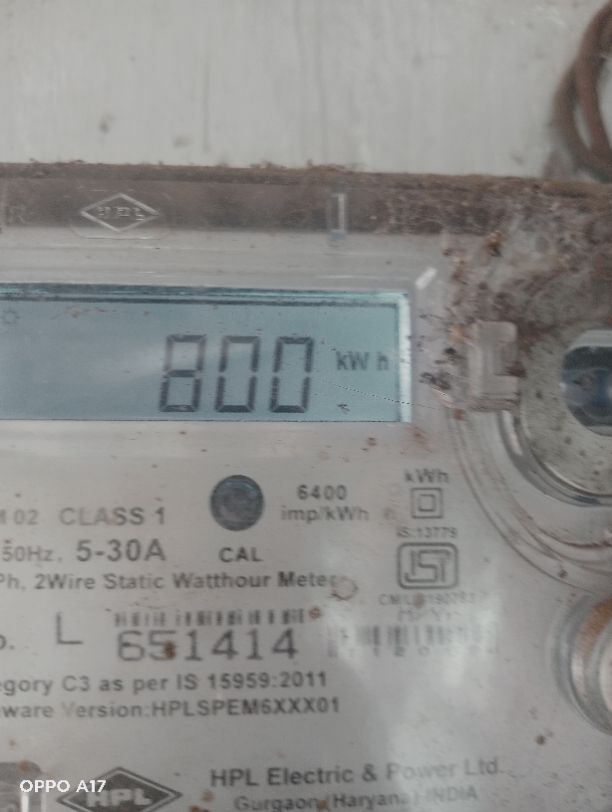 HPL
800 kWh
kWh
6400
imp/kWh
02 CLASS 1
IS:13779
50Hz, 5-30A
CAL
Ph, 2Wire Static Watthour Meter
L 651414
egory C3 as per IS 15959:2011
ware Version:HPLSPEM6XXX01
HPL
HPL Electric & Power Ltd.
Gurgaon(Haryana) INDIA
OPPO A17